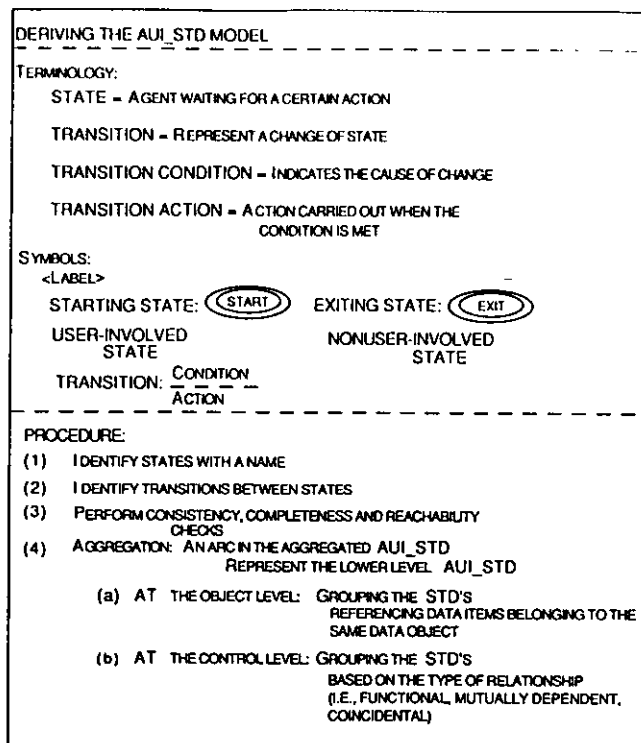 DERIVING THE AUI_STD MODEL
TERMINOLOGY:
STATE = AGENT WAITING FOR A CERTAIN ACTION
TRANSITION = REPRESENT A CHANGE OF STATE
TRANSITION CONDITION = INDICATES THE CAUSE OF CHANGE
TRANSITION ACTION = ACTION CARRIED OUT WHEN THE
CONDITION IS MET
SYMBOLS:
<LABEL>
STARTING STATE: START EXITING STATE: EXIT
USER-INVOLVED NONUSER-INVOLVED
STATE STATE
TRANSITION: CONDITION
ACTION
PROCEDURE:
(1) IDENTIFY STATES WITH A NAME
(2) IDENTIFY TRANSITIONS BETWEEN STATES
(3) PERFORM CONSISTENCY, COMPLETENESS AND REACHABILITY
CHECKS
(4) AGGREGATION: AN ARC IN THE AGGREGATED AUI_STD
REPRESENT THE LOWER LEVEL AUI_STD
(a) AT THE OBJECT LEVEL: GROUPING THE STD'S
REFERENCING DATA ITEMS BELONGING TO THE
SAME DATA OBJECT
(b) AT THE CONTROL LEVEL: GROUPING THE STD'S
BASED ON THE TYPE OF RELATIONSHIP
(I.E., FUNCTIONAL, MUTUALLY DEPENDENT,
COINCIDENTAL)